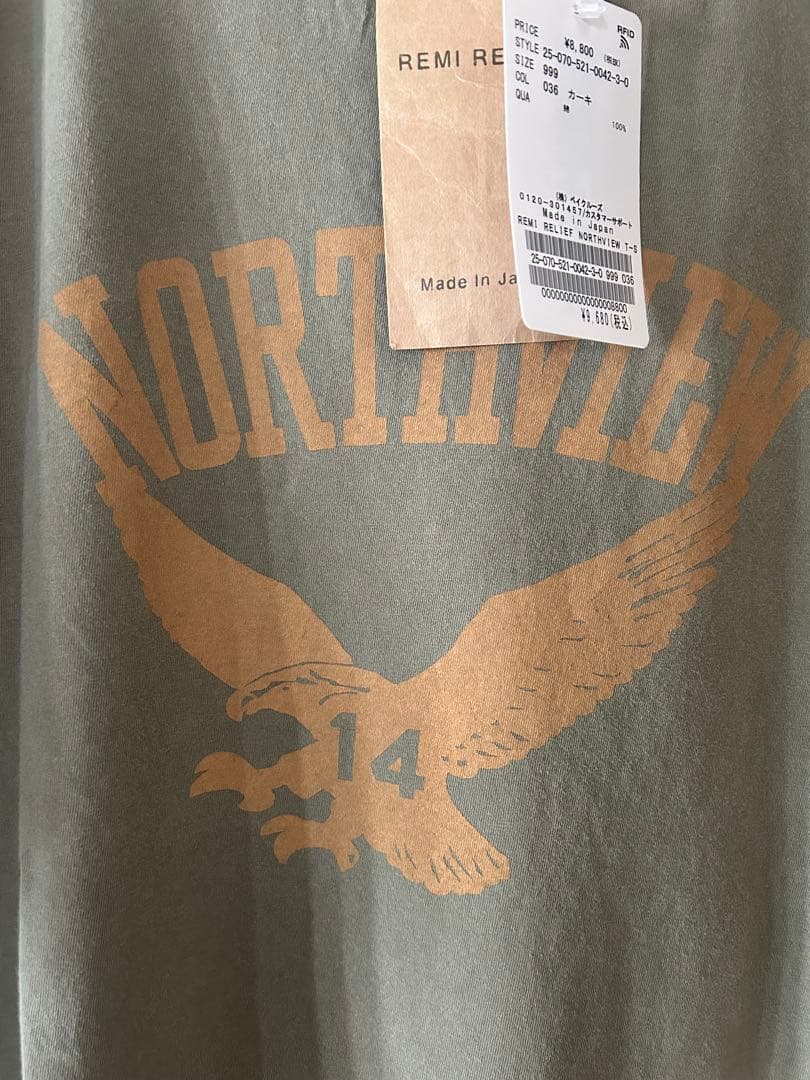 REMI RE
Made In Ja
RFID
PRICE ¥8,800 (税抜)
STYLE 25-070-521-0042-3-0
SIZE 999
COL 036 カーキ
QUA 綿 100%
(株)ベイクルーズ
0120-301457/カスタマーサポート
Made in Japan
REMI RELIEF NORTHVIEW T-S
25-070-521-0042-3-0 999 036
00000000000000008800
¥9,680(税込)
NORTHVIEW
14